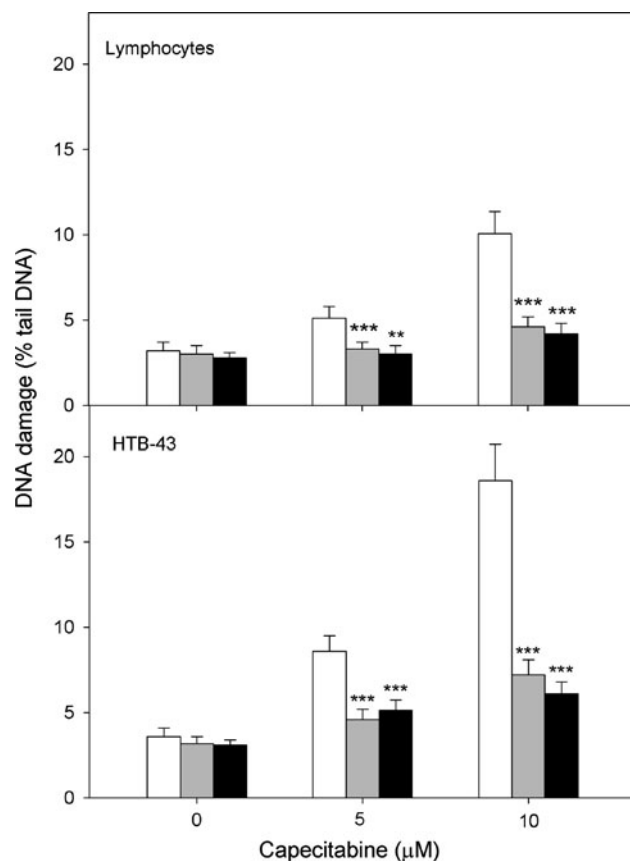 Lymphocytes
20
15
10
5
0
*** **
*** ***
HTB-43
20
15
10
5
0
*** ***
*** ***
0 5 10
Capecitabine (μM)
DNA damage (% tail DNA)